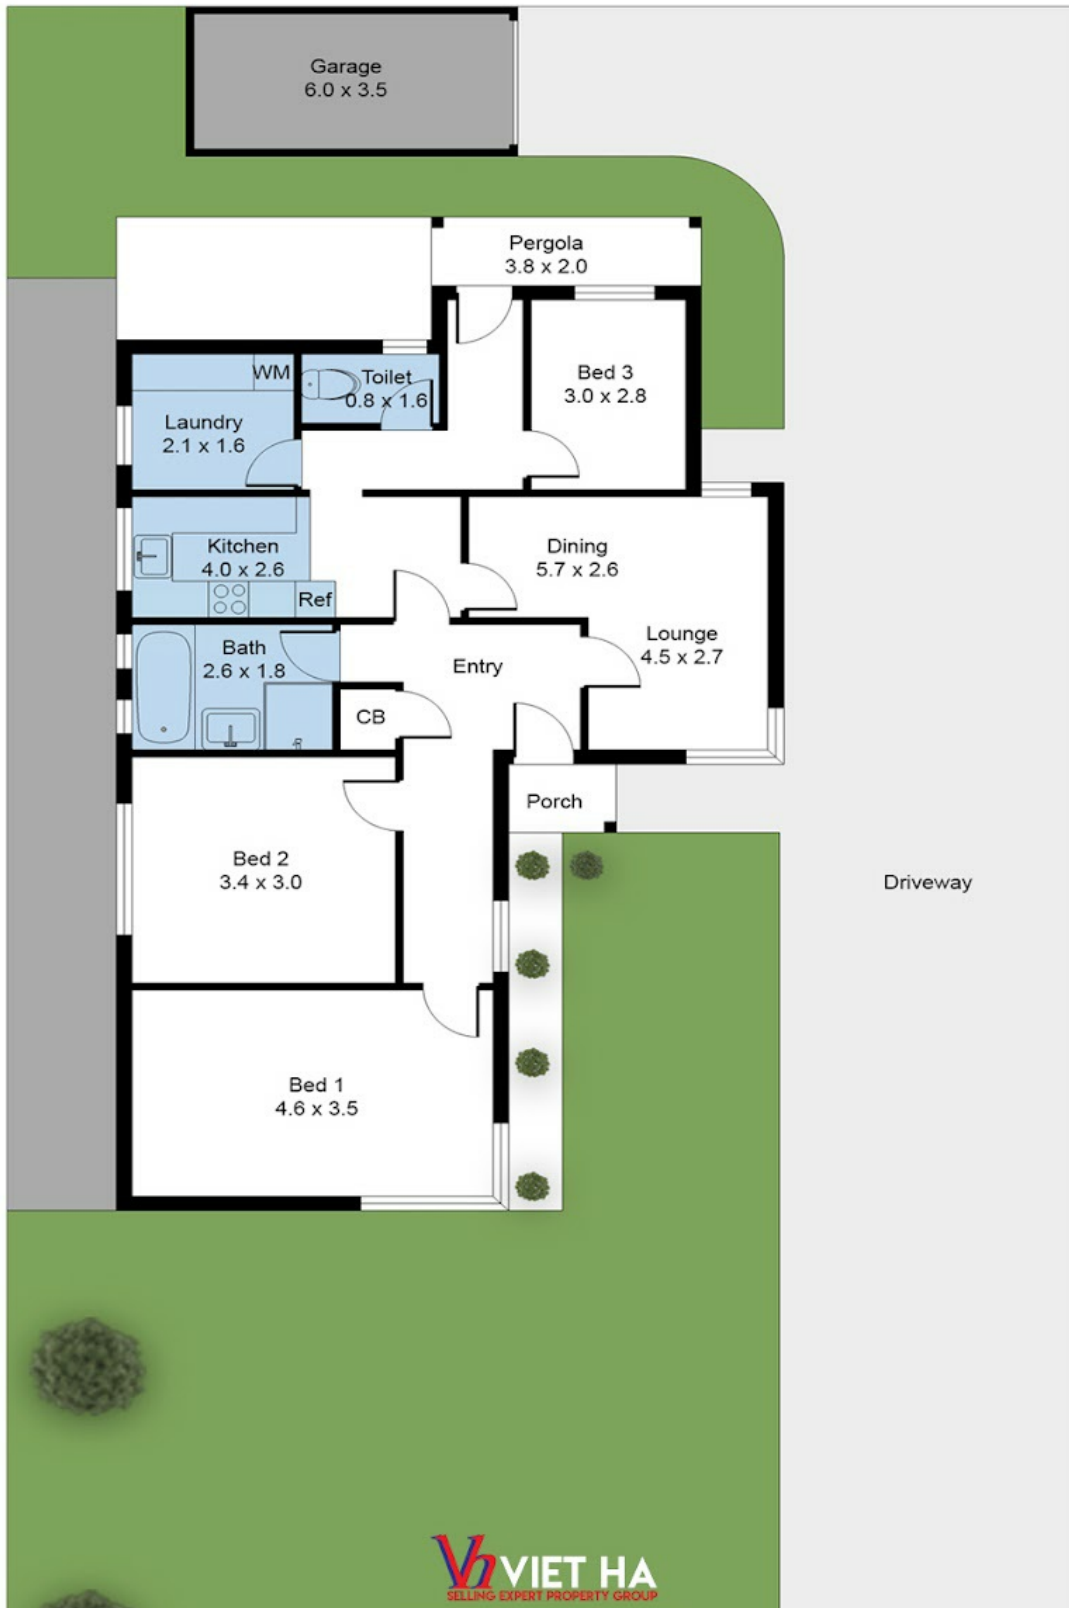 Garage
6.0 x 3.5
Pergola
3.8 x 2.0
WM
Toilet
0.8 x 1.6
Bed 3
3.0 x 2.8
Laundry
2.1 x 1.6
Kitchen
4.0 x 2.6
Ref
Dining
5.7 x 2.6
Lounge
4.5 x 2.7
Bath
2.6 x 1.8
Entry
CB
Porch
Bed 2
3.4 x 3.0
Driveway
Bed 1
4.6 x 3.5
Vh VIET HA
SELLING EXPERT PROPERTY GROUP